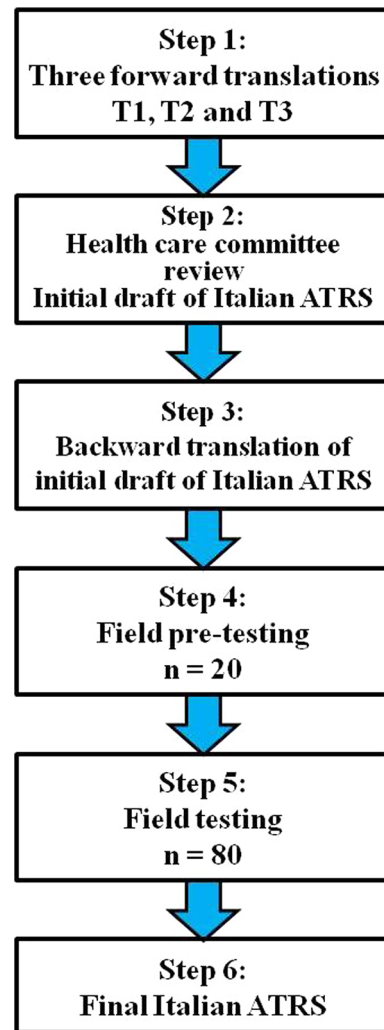 Step 1:
Three forward translations
T1, T2 and T3
Step 2:
Health care committee
review
Initial draft of Italian ATRS
Step 3:
Backward translation of
initial draft of Italian ATRS
Step 4:
Field pre-testing
n = 20
Step 5:
Field testing
n = 80
Step 6:
Final Italian ATRS